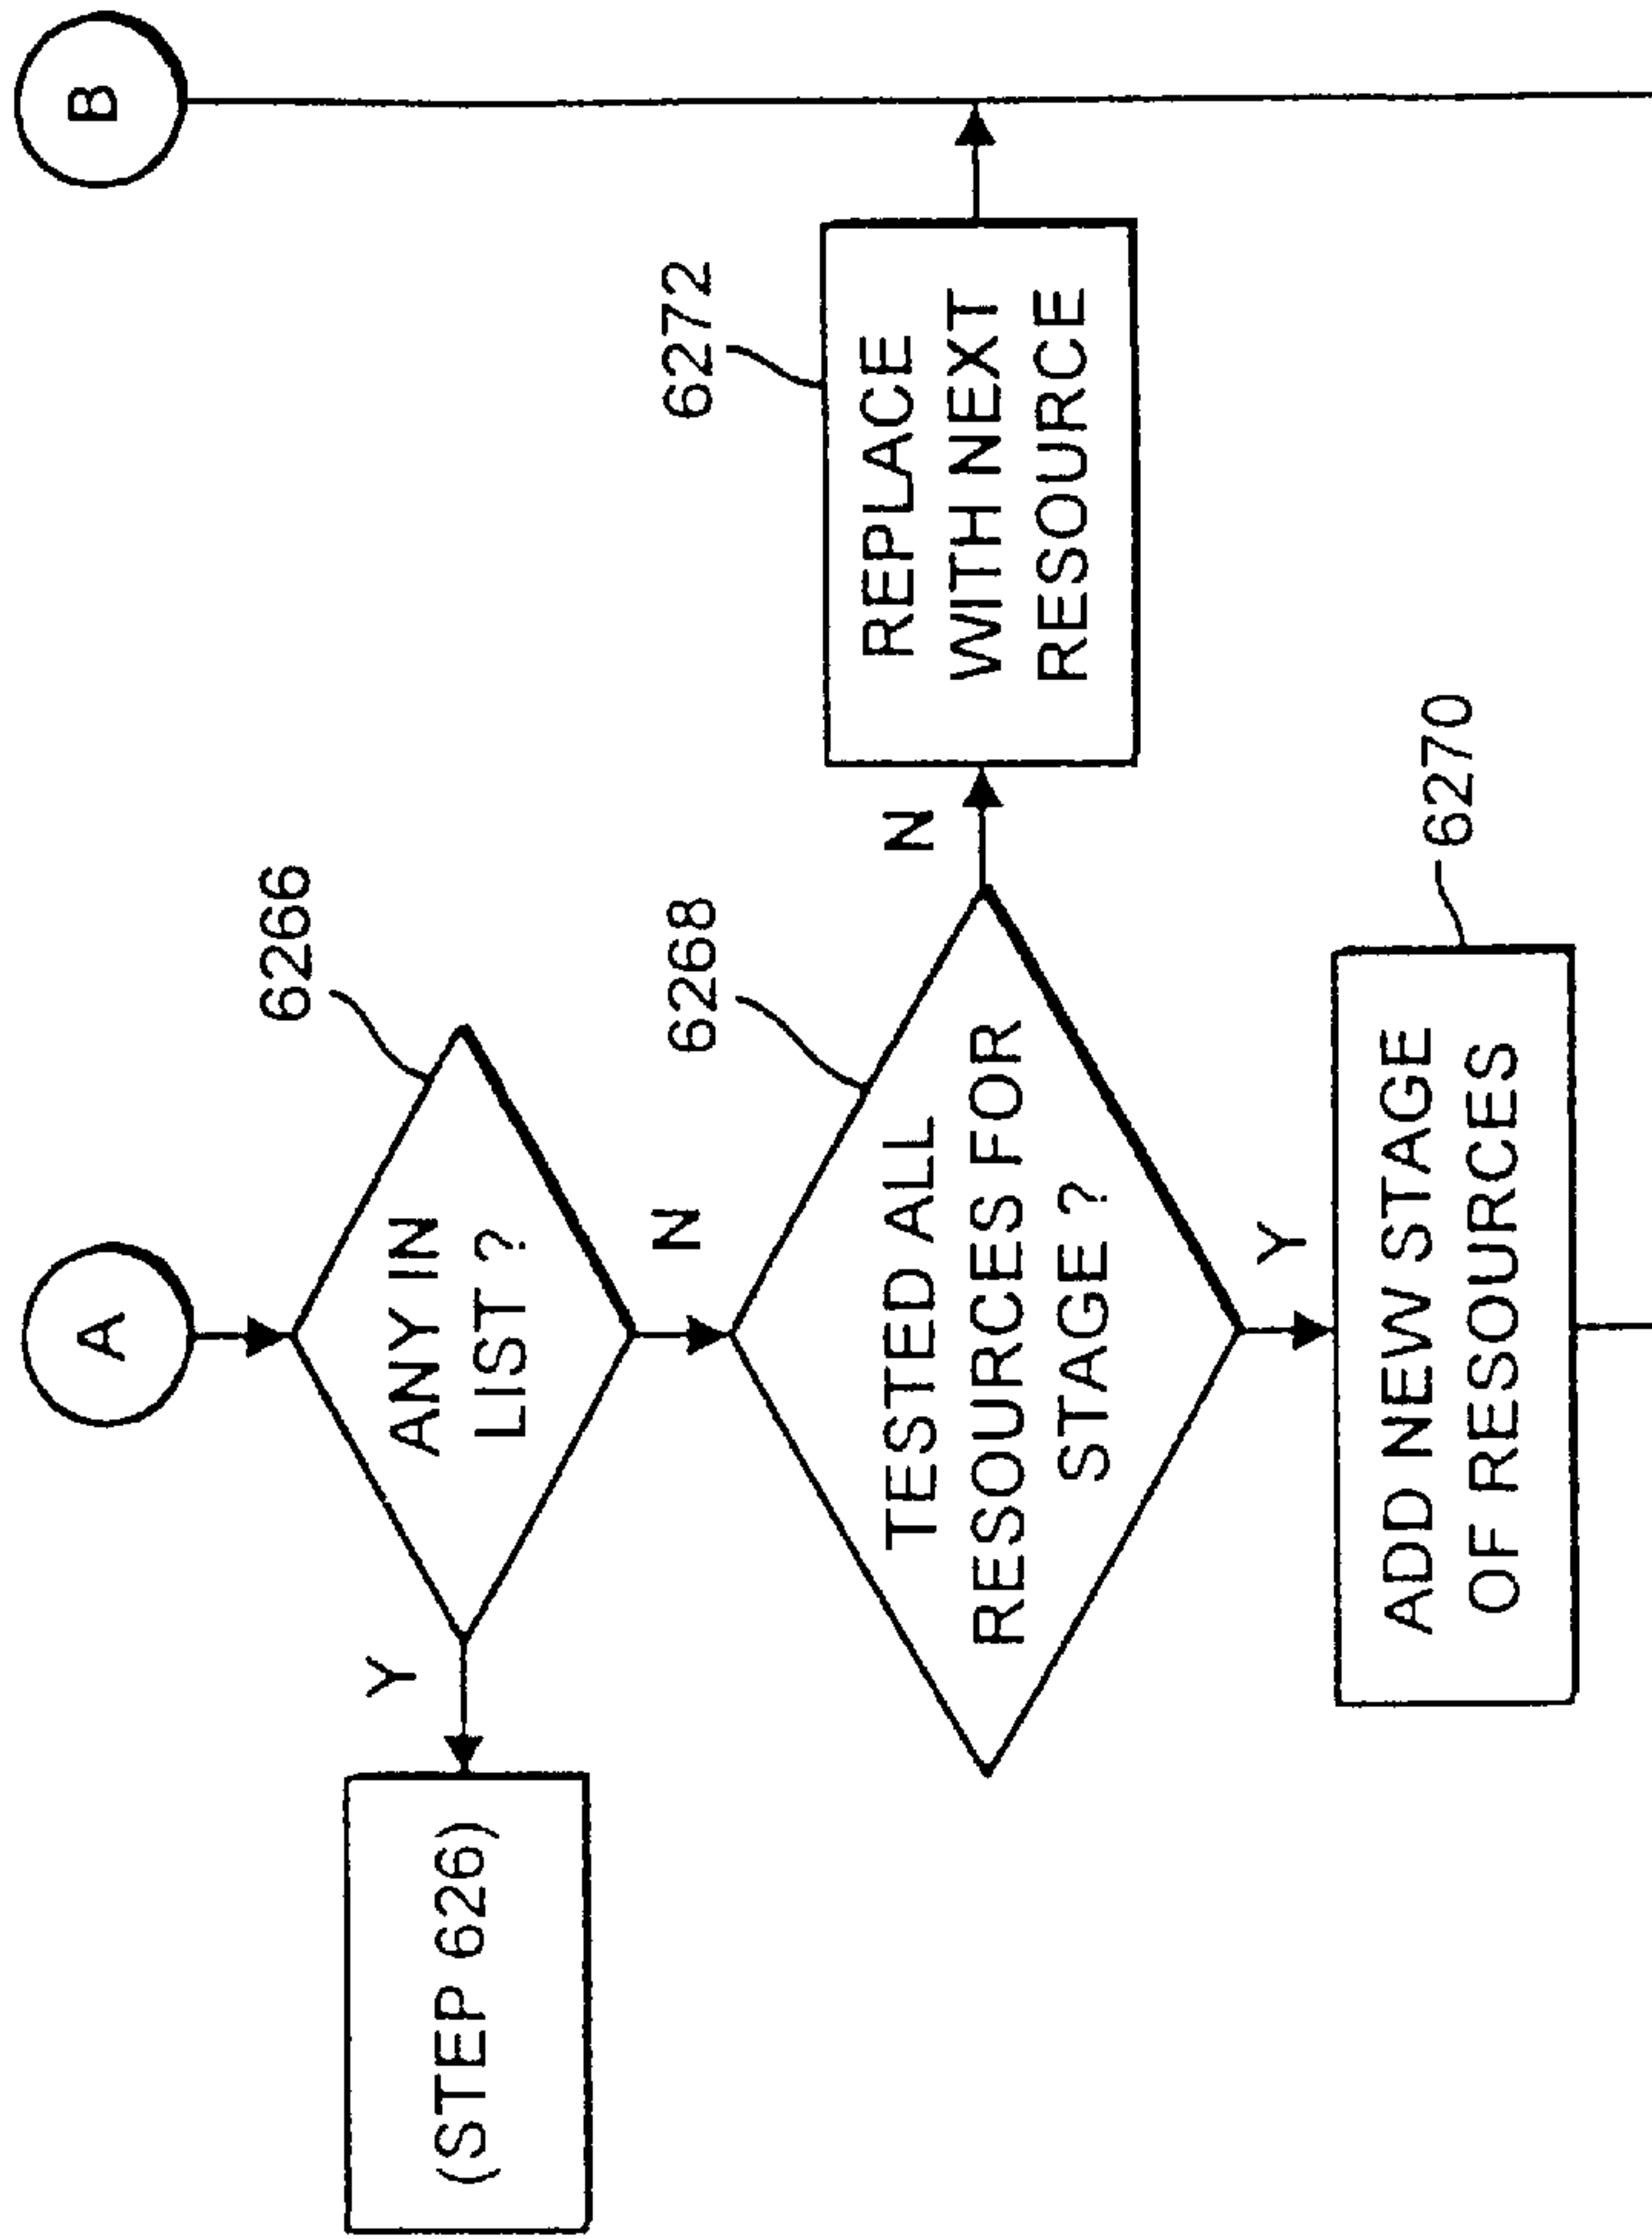 A
B
6266
ANY IN
LIST ?
Y
(STEP 626)
N
6268
TESTED ALL
RESOURCES FOR
STAGE ?
N
6272
REPLACE
WITH NEXT
RESOURCE
Y
6270
ADD NEW STAGE
OF RESOURCES